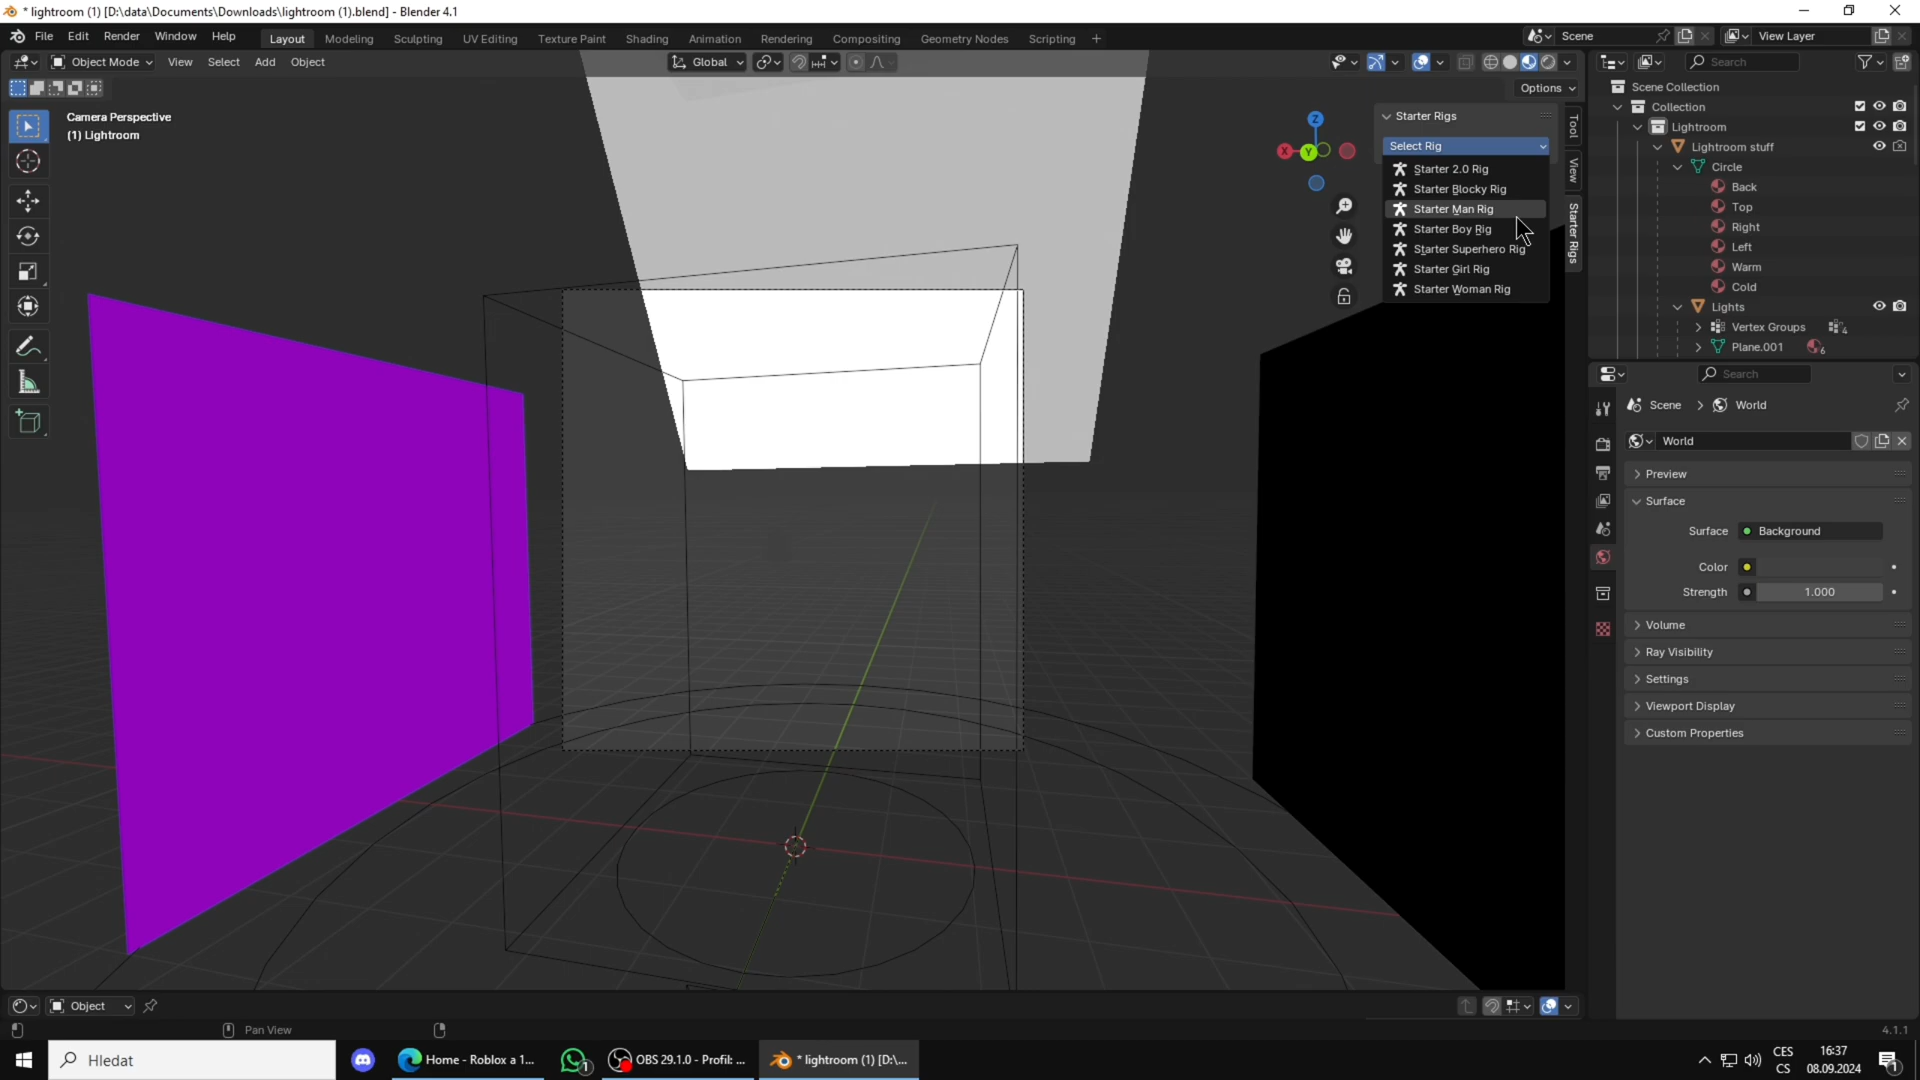 * lightroom (1) [D:\data\Documents\Downloads\lightroom (1).blend] - Blender 4.1
File Edit Render Window Help
Layout Modeling Sculpting UV Editing Texture Paint Shading Animation Rendering Compositing Geometry Nodes Scripting +
Scene
View Layer
Object Mode View Select Add Object
Global
Search
Options
Camera Perspective
(1) Lightroom
X
Y
Z
Starter Rigs
Select Rig
Starter 2.0 Rig
Starter Blocky Rig
Starter Man Rig
Starter Boy Rig
Starter Superhero Rig
Starter Girl Rig
Starter Woman Rig
Tool
View
Starter Rigs
Scene Collection
Collection
Lightroom
Lightroom stuff
Circle
Back
Top
Right
Left
Warm
Cold
Lights
Vertex Groups 4
Plane.001 6
Search
Scene > World
World
Preview
Surface
Surface Background
Color
Strength 1.000
Volume
Ray Visibility
Settings
Viewport Display
Custom Properties
Object
Pan View
4.1.1
Hledat
Home - Roblox a 1...
1
OBS 29.1.0 - Profil: ...
* lightroom (1) [D:\...
CES
CS
16:37
08.09.2024
1